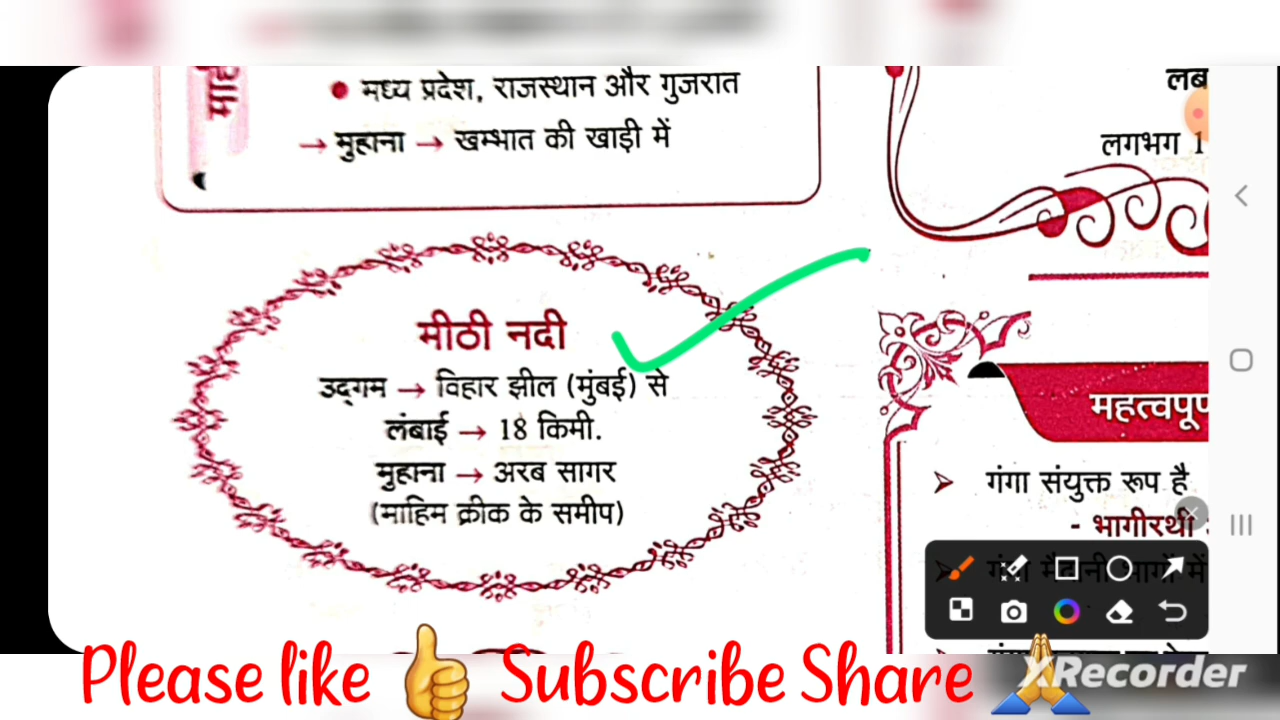 मध्य प्रदेश, राजस्थान और गुजरात
→ मुहाना → खम्भात की खाड़ी में
लगभग 1
मीठी नदी
उद्गम → विहार झील (मुंबई) से
लंबाई → 18 किमी.
मुहाना → अरब सागर
(माहिम क्रीक के समीप)
महत्वपूर्
गंगा संयुक्त रूप है
- भागीरथी
Please like 👍 Subscribe Share 🙏
XRecorder